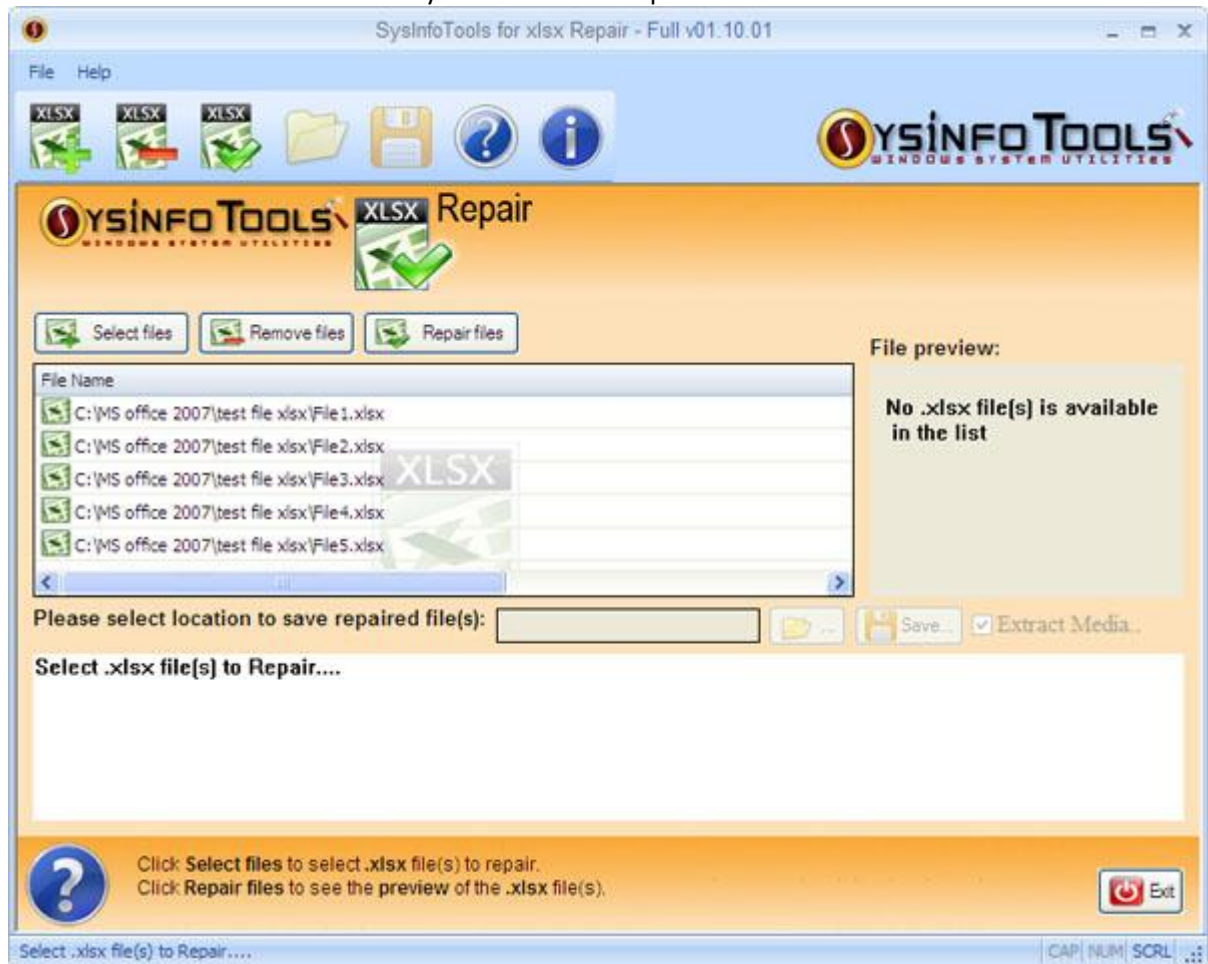 SysInfoTools for xlsx Repair - Full v01.10.01
File Help
XLSX XLSX XLSX
SYSINFO TOOLS
WINDOWS SYSTEM UTILITIES
SYSINFO TOOLS
WINDOWS SYSTEM UTILITIES
XLSX Repair
Select files Remove files Repair files
File preview:
File Name
C:\MS office 2007\test file xlsx\File1.xlsx
C:\MS office 2007\test file xlsx\File2.xlsx
C:\MS office 2007\test file xlsx\File3.xlsx
C:\MS office 2007\test file xlsx\File4.xlsx
C:\MS office 2007\test file xlsx\File5.xlsx
XLSX
No .xlsx file(s) is available
in the list
Please select location to save repaired file(s):
... Save... Extract Media..
Select .xlsx file(s) to Repair....
Click Select files to select .xlsx file(s) to repair.
Click Repair files to see the preview of the .xlsx file(s).
Exit
Select .xlsx file(s) to Repair....
CAP NUM SCRL